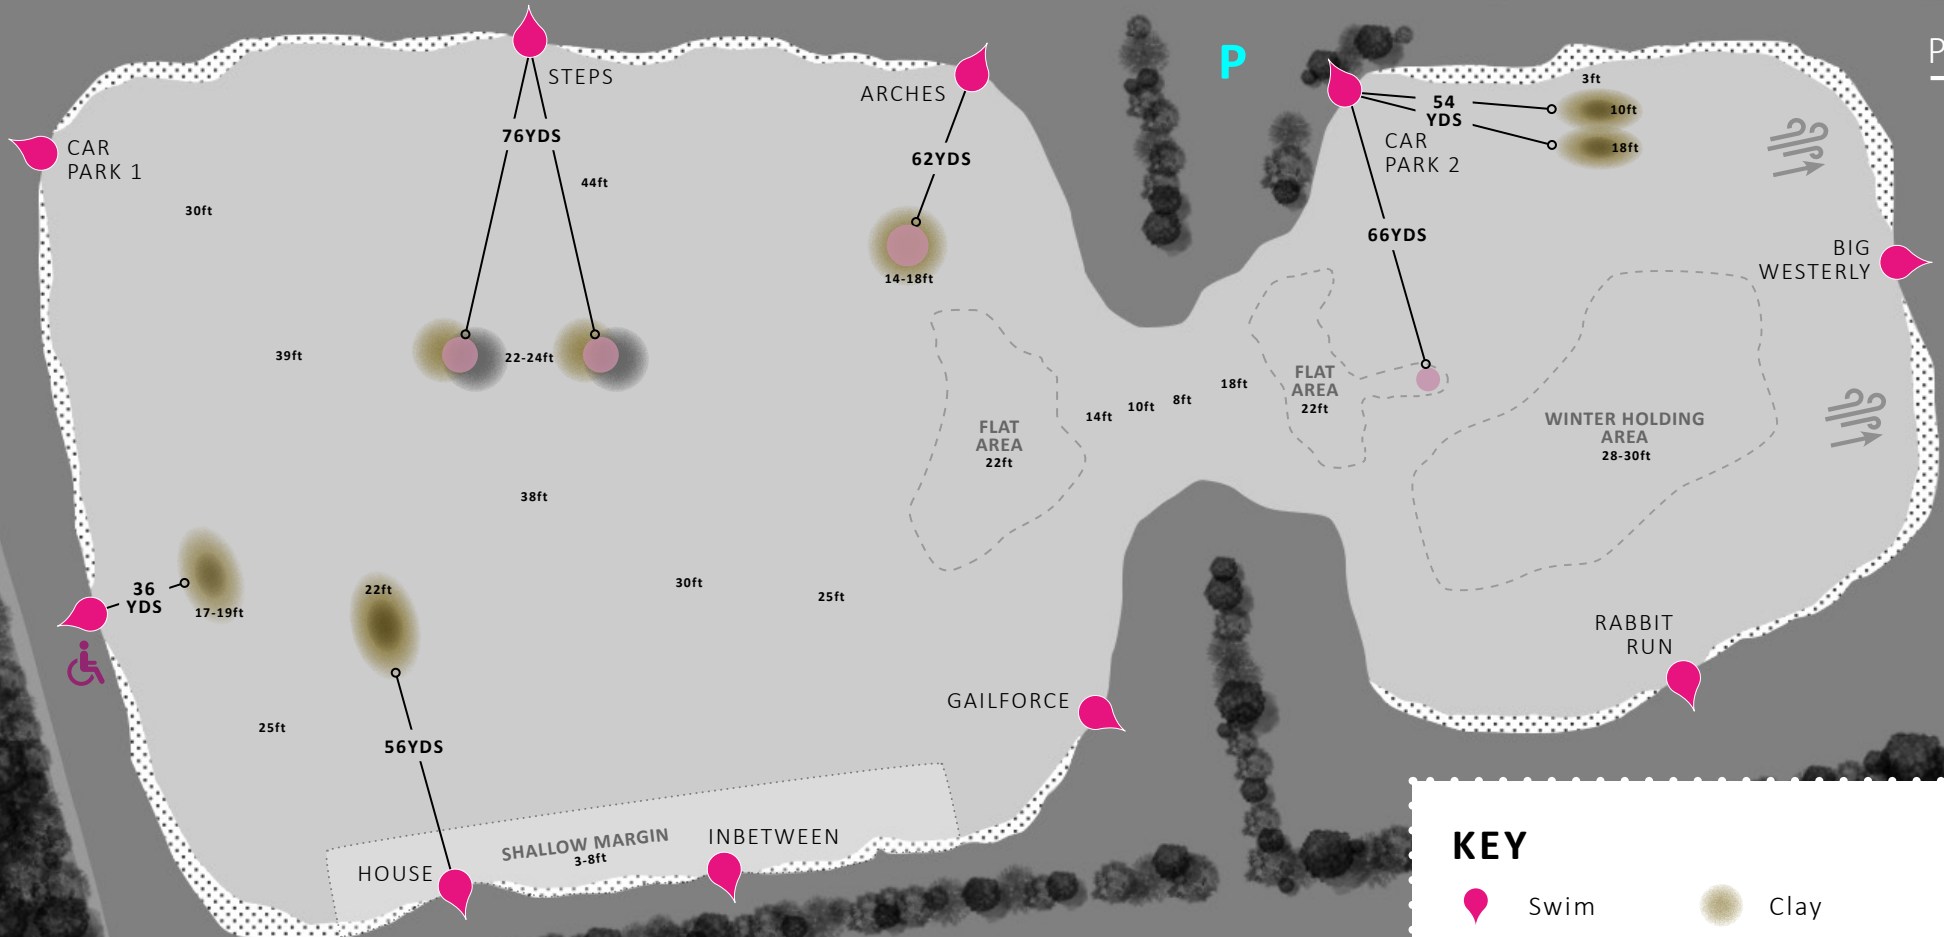 STEPS
ARCHES
P
P
CAR
PARK 1
76YDS
62YDS
44ft
30ft
14-18ft
3ft
54
YDS
10ft
18ft
CAR
PARK 2
66YDS
BIG
WESTERLY
39ft
22-24ft
FLAT
AREA
22ft
14ft
10ft
8ft
18ft
FLAT
AREA
22ft
WINTER HOLDING
AREA
28-30ft
38ft
36
YDS
17-19ft
22ft
30ft
25ft
25ft
56YDS
GAILFORCE
RABBIT
RUN
SHALLOW MARGIN
3-8ft
INBETWEEN
HOUSE
KEY
Swim
Clay